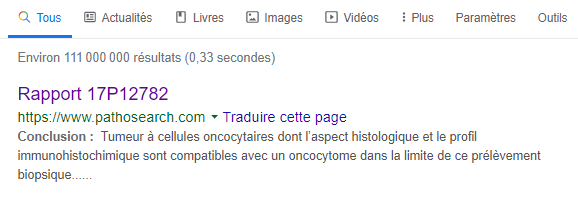 Tous Actualités Livres Images Vidéos Plus Paramètres Outils
Environ 111 000 000 résultats (0,33 secondes)
Rapport 17P12782
https://www.pathosearch.com Traduire cette page
Conclusion : Tumeur à cellules oncocytaires dont l'aspect histologique et le profil
immunohistochimique sont compatibles avec un oncocytome dans la limite de ce prélèvement
biopsique......